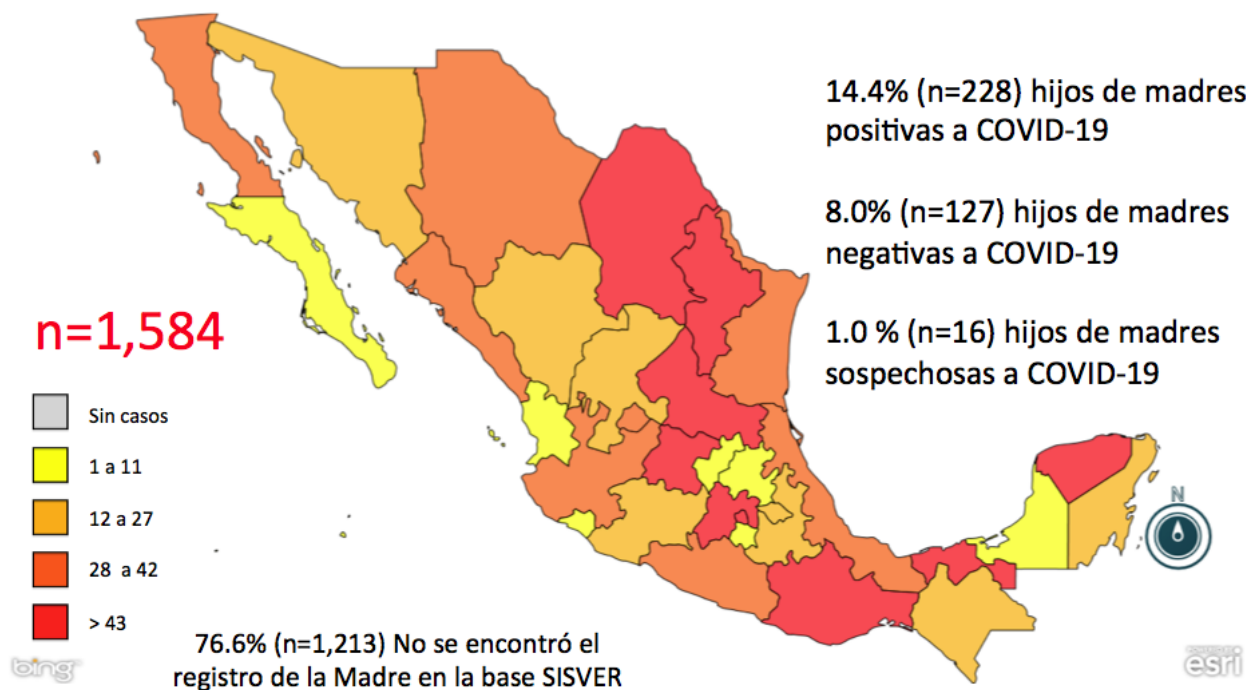 14.4% (n=228) hijos de madres
positivas a COVID-19
8.0% (n=127) hijos de madres
negativas a COVID-19
n=1,584
1.0 % (n=16) hijos de madres
sospechosas a COVID-19
Sin casos
1 a 11
12 a 27
28 a 42
> 43
N
76.6% (n=1,213) No se encontró el
registro de la Madre en la base SISVER
bing
esri